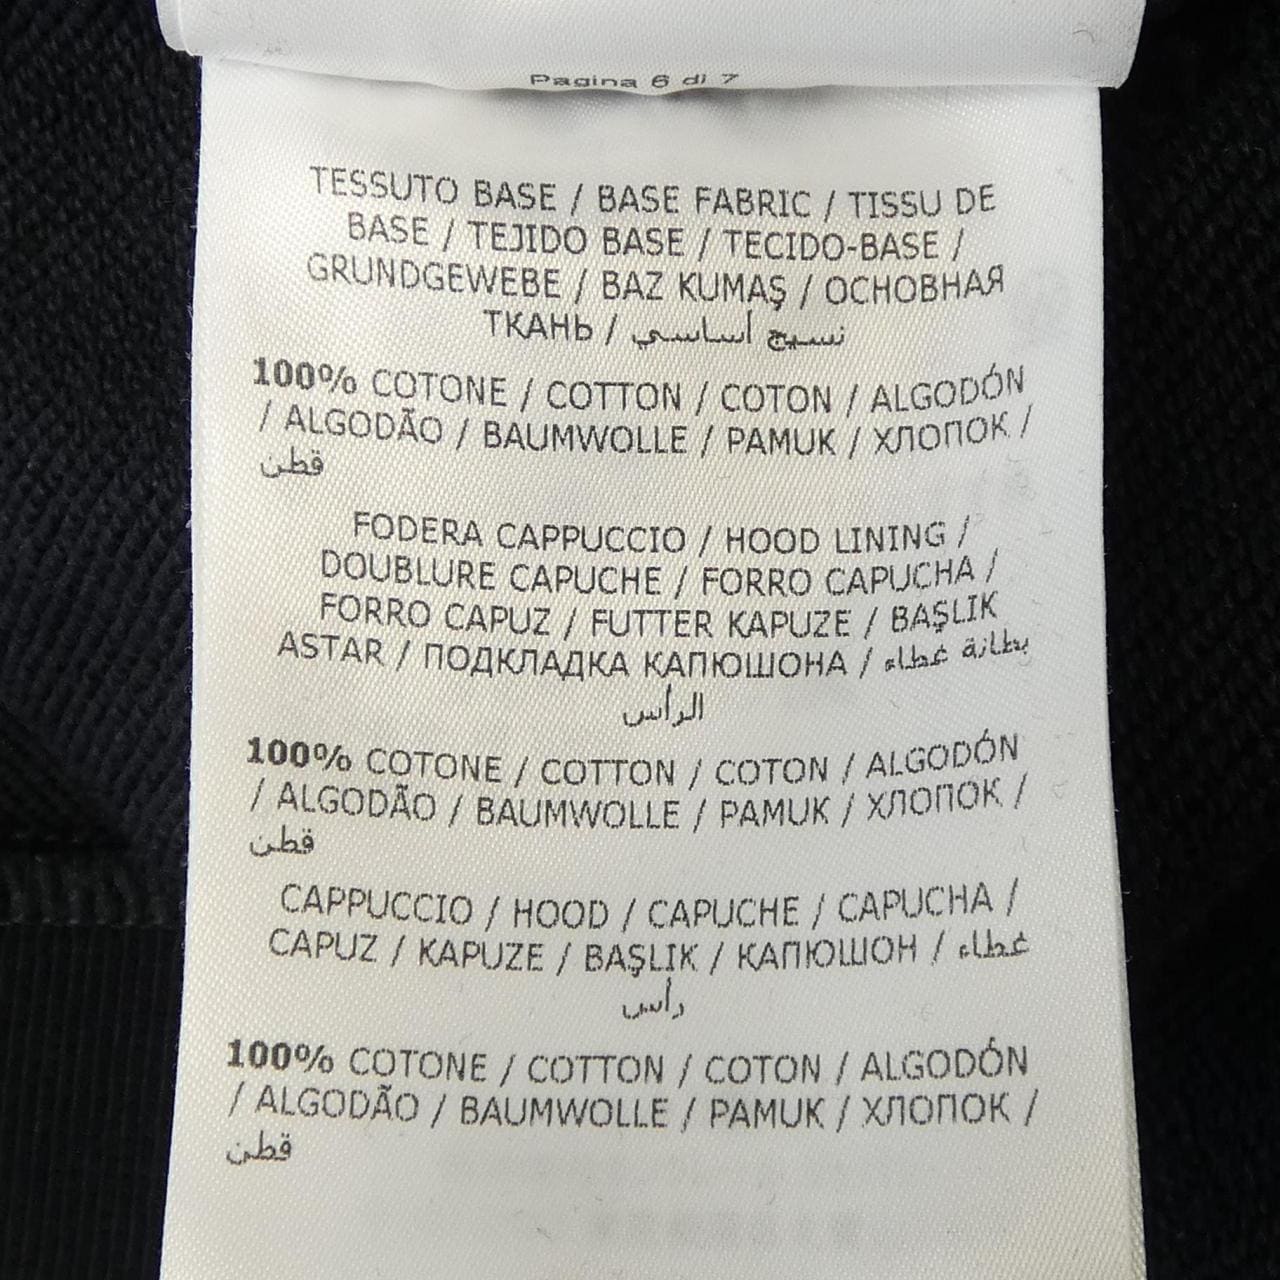 Pagina 6 di 7
TESSUTO BASE / BASE FABRIC / TISSU DE
BASE / TEJIDO BASE / TECIDO-BASE /
GRUNDGEWEBE / BAZ KUMAŞ / ОСНОВНАЯ
ТКАНЬ / نسيج أساسي
100% COTONE / COTTON / COTON / ALGODÓN
/ ALGODÃO / BAUMWOLLE / PAMUK / ХЛОПОК /
قطن
FODERA CAPPUCCIO / HOOD LINING /
DOUBLURE CAPUCHE / FORRO CAPUCHA /
FORRO CAPUZ / FUTTER KAPUZE / BAŞLIK
ASTAR / ПОДКЛАДКА КАПЮШОНА / بطانة غطاء
الرأس
100% COTONE / COTTON / COTON / ALGODÓN
/ ALGODÃO / BAUMWOLLE / PAMUK / ХЛОПОК /
قطن
CAPPUCCIO / HOOD / CAPUCHE / CAPUCHA /
CAPUZ / KAPUZE / BAŞLIK / КАПЮШОН / غطاء
رأس
100% COTONE / COTTON / COTON / ALGODÓN
/ ALGODÃO / BAUMWOLLE / PAMUK / ХЛОПОК /
قطن